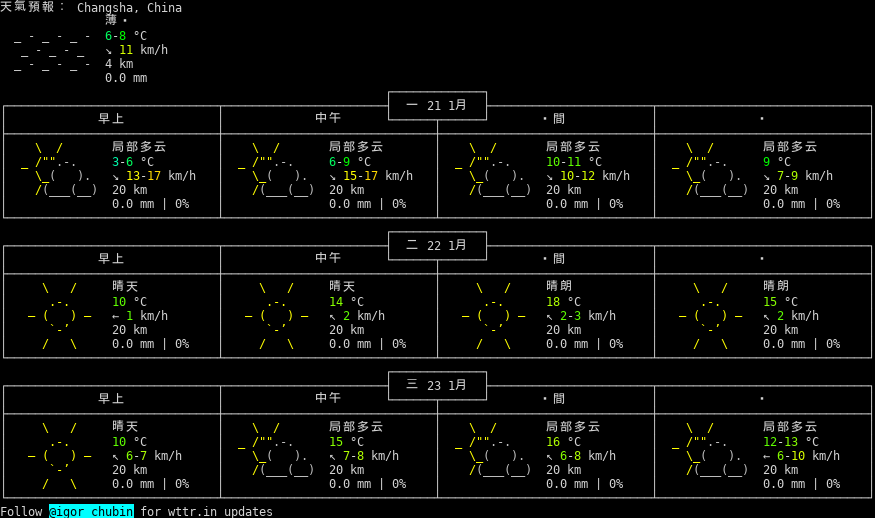 天氣預報： Changsha, China
薄・
6-8 °C
↘ 11 km/h
4 km
0.0 mm
一 21 1月
早上 中午 ・間 ・
局部多云 局部多云 局部多云 局部多云
3-6 °C 6-9 °C 10-11 °C 9 °C
↘ 13-17 km/h ↘ 15-17 km/h ↘ 10-12 km/h ↘ 7-9 km/h
20 km 20 km 20 km 20 km
0.0 mm | 0% 0.0 mm | 0% 0.0 mm | 0% 0.0 mm | 0%
二 22 1月
早上 中午 ・間 ・
晴天 晴天 晴朗 晴朗
10 °C 14 °C 18 °C 15 °C
← 1 km/h ↖ 2 km/h ↖ 2-3 km/h ↖ 2 km/h
20 km 20 km 20 km 20 km
0.0 mm | 0% 0.0 mm | 0% 0.0 mm | 0% 0.0 mm | 0%
三 23 1月
早上 中午 ・間 ・
晴天 局部多云 局部多云 局部多云
10 °C 15 °C 16 °C 12-13 °C
↖ 6-7 km/h ↖ 7-8 km/h ↖ 6-8 km/h ← 6-10 km/h
20 km 20 km 20 km 20 km
0.0 mm | 0% 0.0 mm | 0% 0.0 mm | 0% 0.0 mm | 0%
Follow @igor_chubin for wttr.in updates